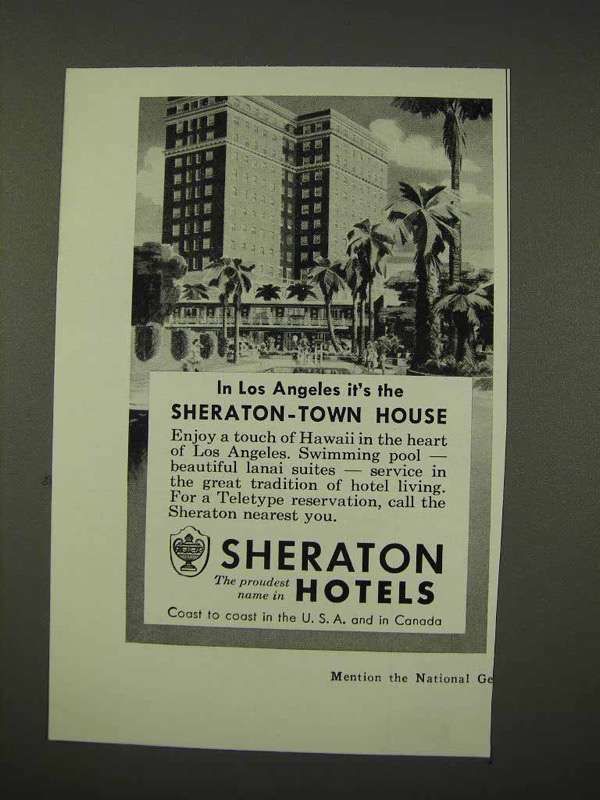 In Los Angeles it's the
SHERATON-TOWN HOUSE
Enjoy a touch of Hawaii in the heart
of Los Angeles. Swimming pool —
beautiful lanai suites — service in
the great tradition of hotel living.
For a Teletype reservation, call the
Sheraton nearest you.
SHERATON
The proudest
name in HOTELS
Coast to coast in the U. S. A. and in Canada
Mention the National Ge